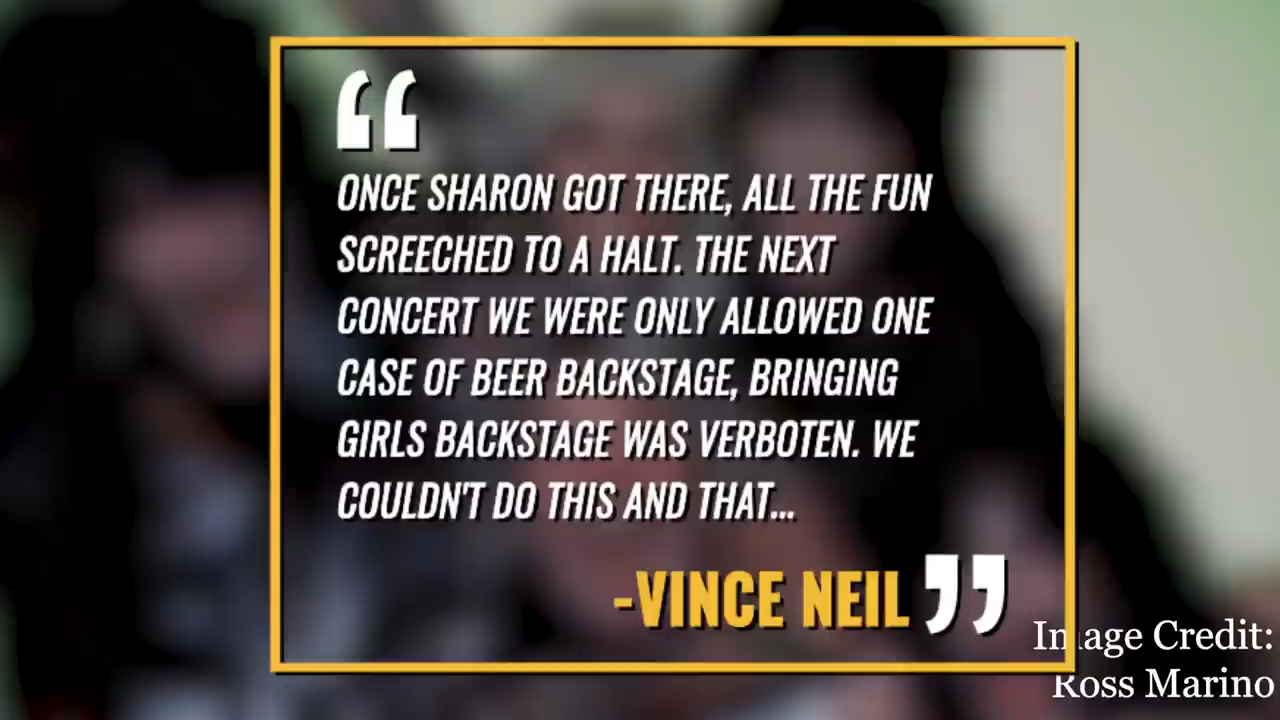 “
ONCE SHARON GOT THERE, ALL THE FUN
SCREECHED TO A HALT. THE NEXT
CONCERT WE WERE ONLY ALLOWED ONE
CASE OF BEER BACKSTAGE, BRINGING
GIRLS BACKSTAGE WAS VERBOTEN. WE
COULDN'T DO THIS AND THAT...
-VINCE NEIL ”
Image Credit:
Ross Marino